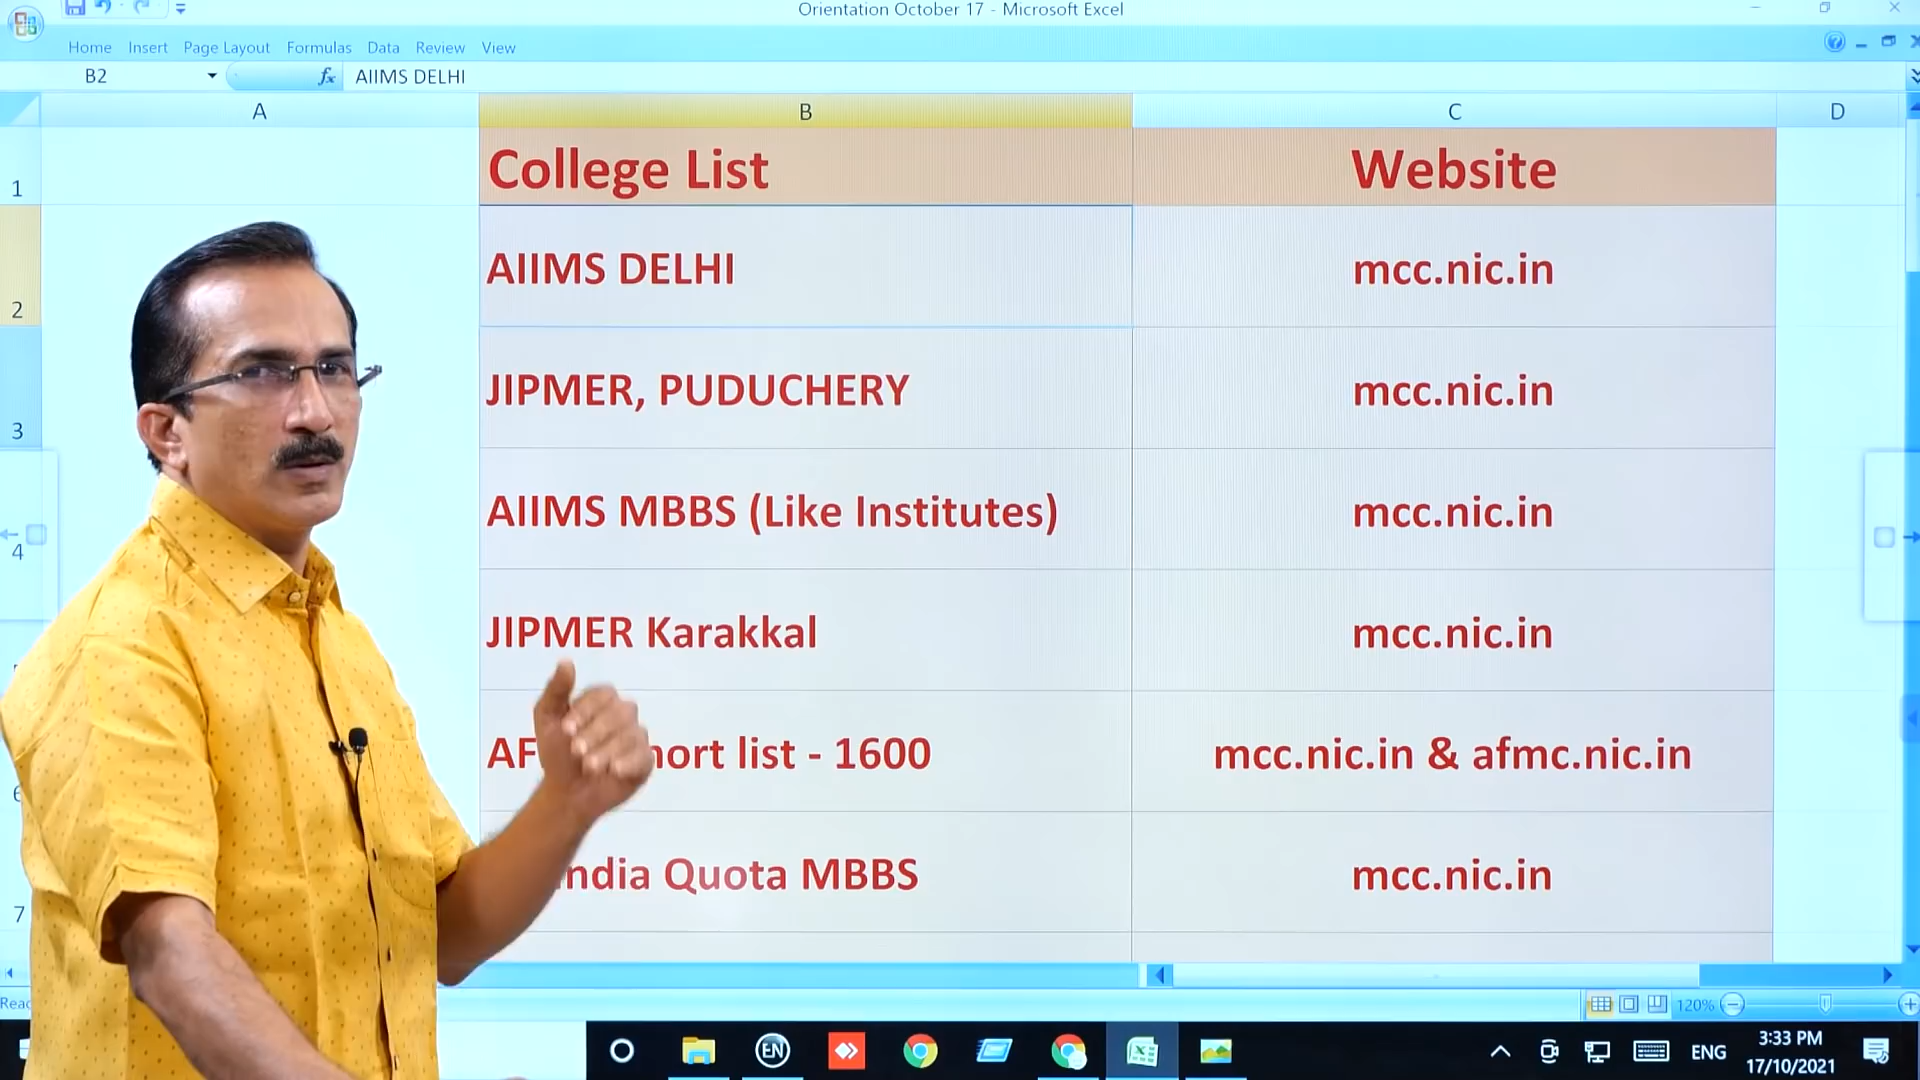 Orientation October 17 - Microsoft Excel
Home Insert Page Layout Formulas Data Review View
B2 fx AIIMS DELHI
A B C D
1 College List Website
2 AIIMS DELHI mcc.nic.in
3 JIPMER, PUDUCHERY mcc.nic.in
4 AIIMS MBBS (Like Institutes) mcc.nic.in
JIPMER Karakkal mcc.nic.in
list - 1600 mcc.nic.in & afmc.nic.in
7 Quota MBBS mcc.nic.in
120%
EN
ENG
3:33 PM
17/10/2021